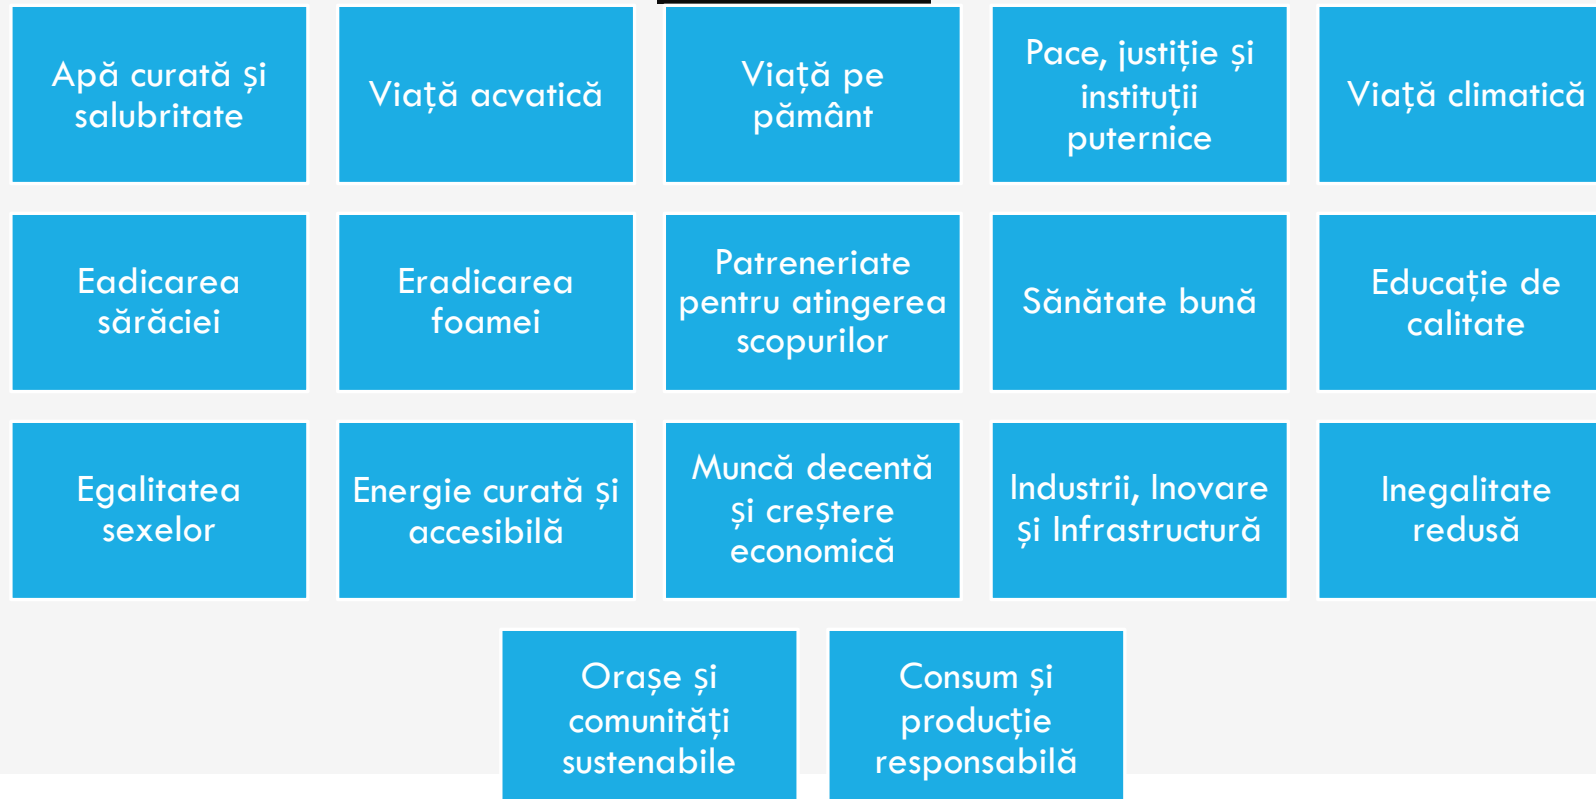 Apă curată și
salubritate
Viață acvatică
Viață pe
pământ
Pace, justiție și
instituții
puternice
Viață climatică
Eadicarea
sărăciei
Eradicarea
foamei
Patreneriate
pentru atingerea
scopurilor
Sănătate bună
Educație de
calitate
Egalitatea
sexelor
Energie curată și
accesibilă
Muncă decentă
și creștere
economică
Industrii, Inovare
și Infrastructură
Inegalitate
redusă
Orașe și
comunități
sustenabile
Consum și
producție
responsabilă